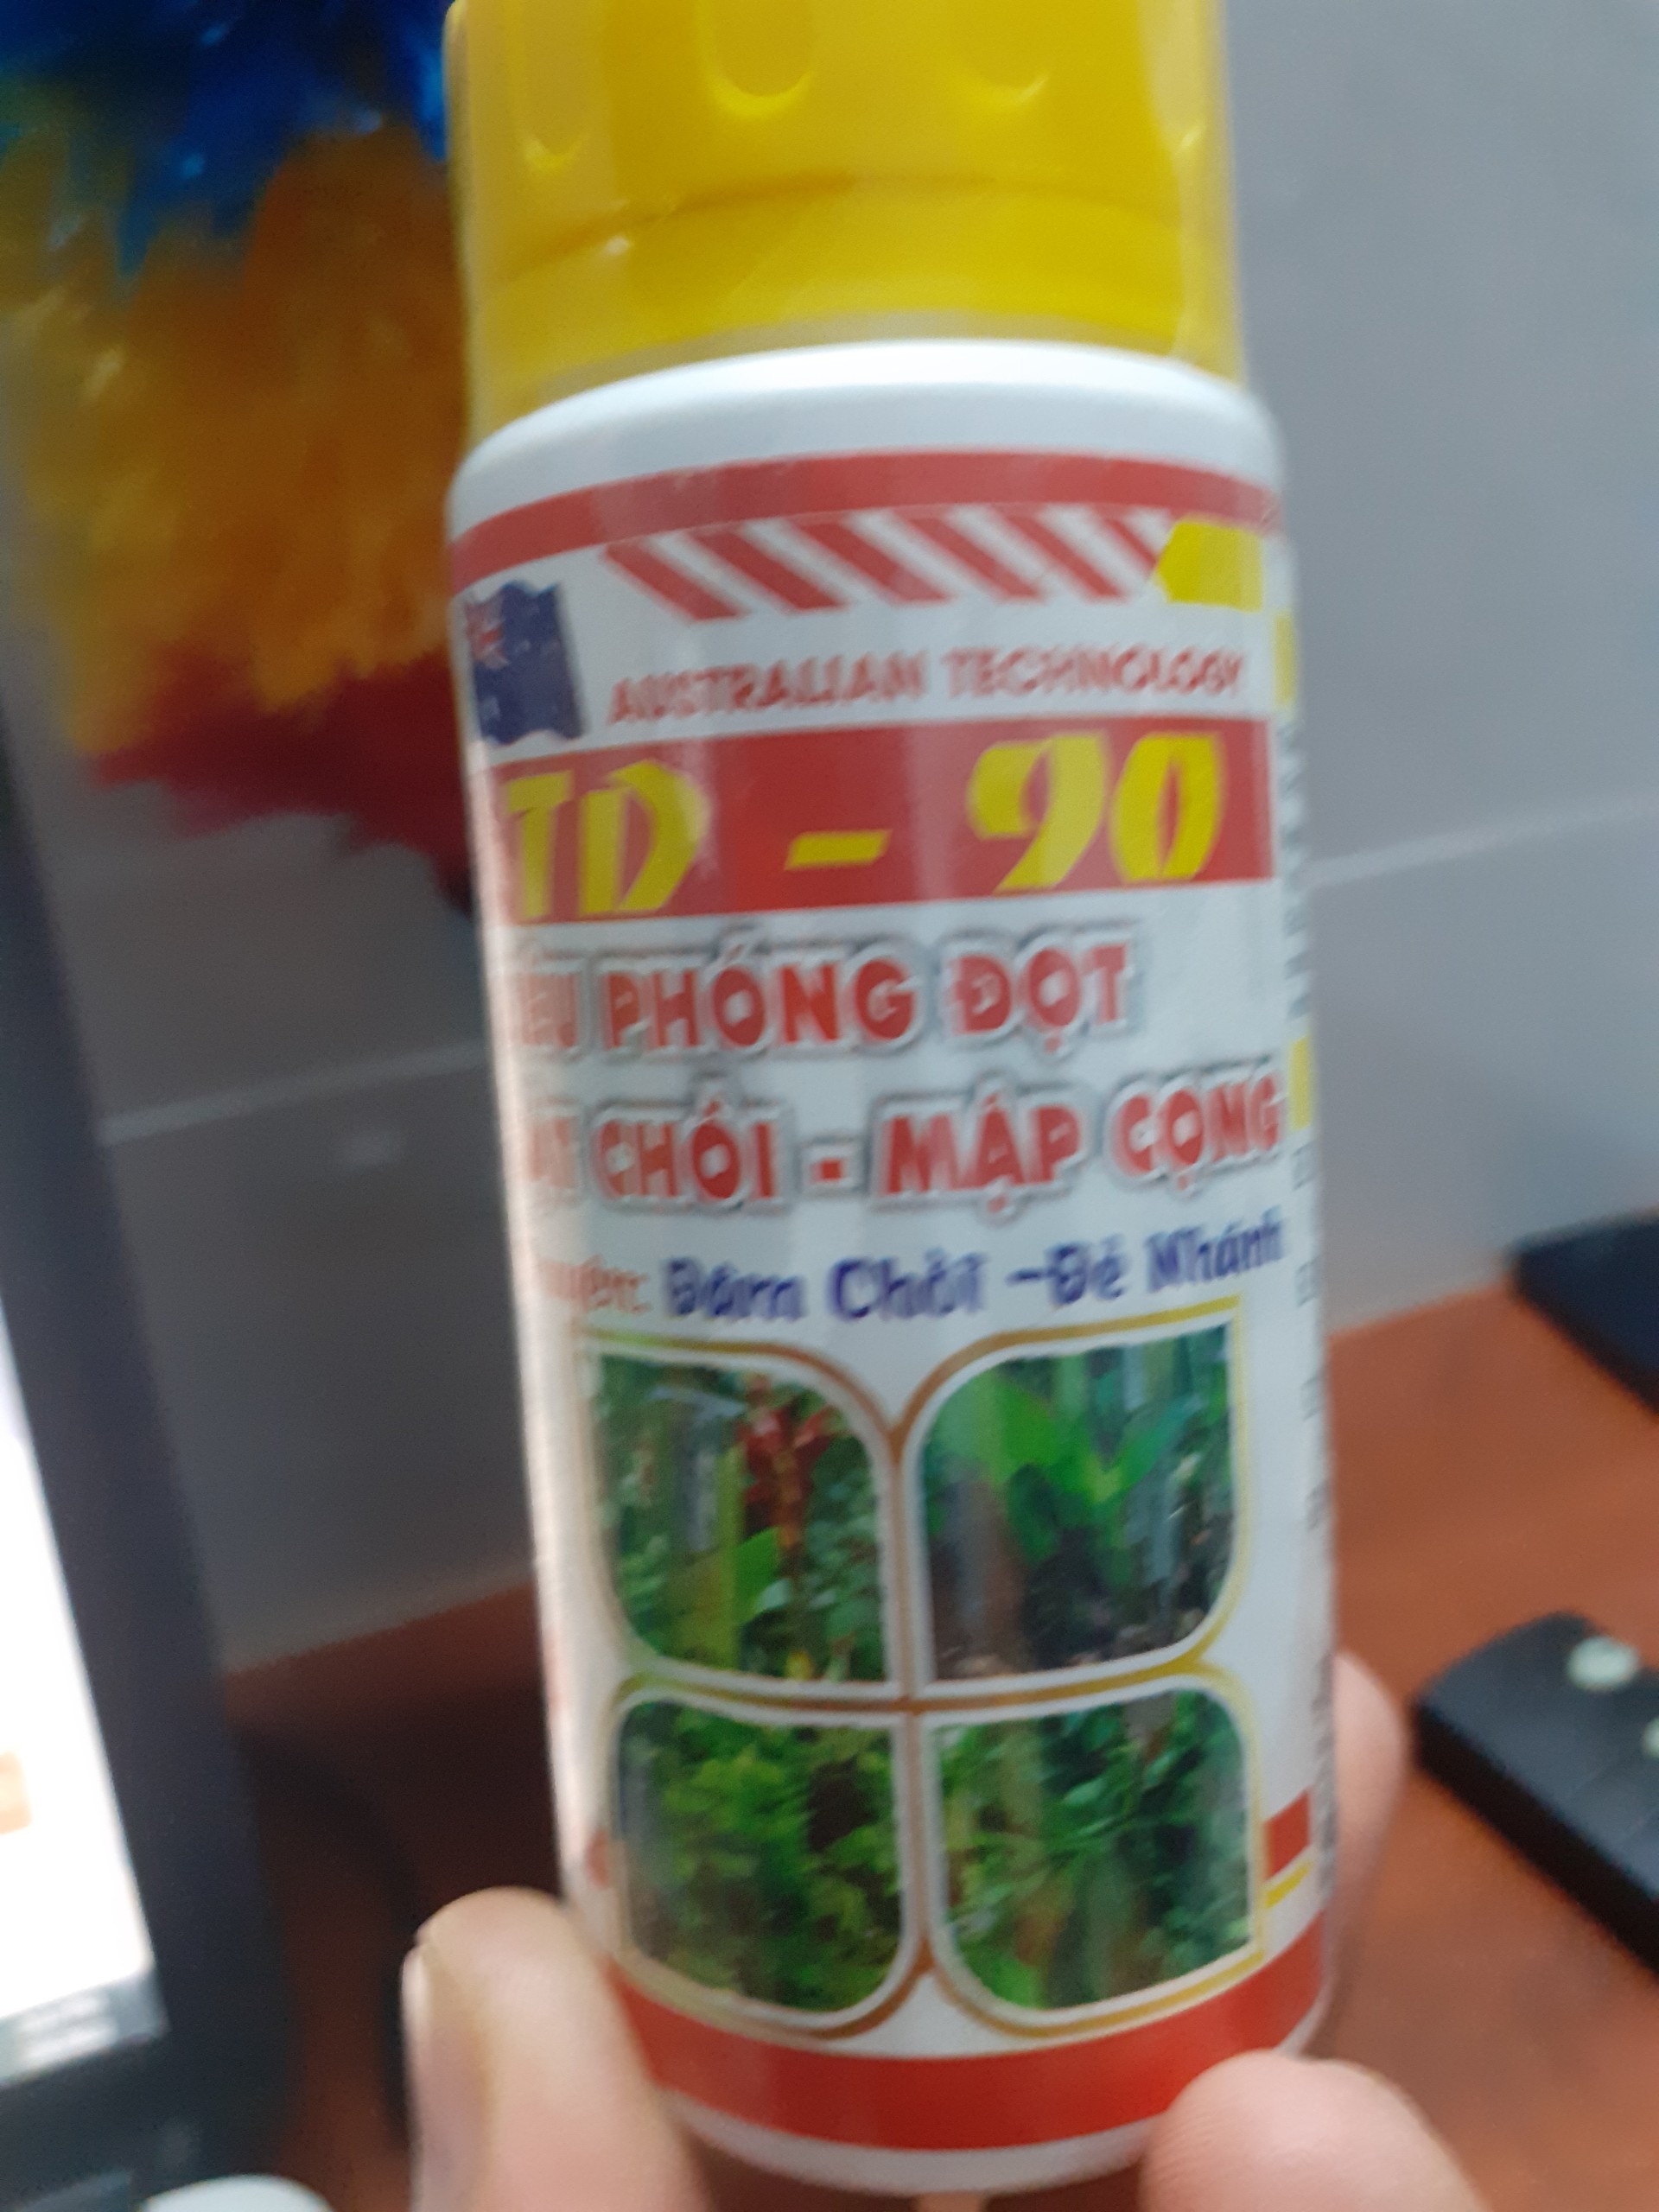 AUSTRALIAN TECHNOLOGY
TD - 90
PHÓNG ĐỌT
CHỒI - MẬP CỌNG
Đâm Chồi - Đẻ Nhánh